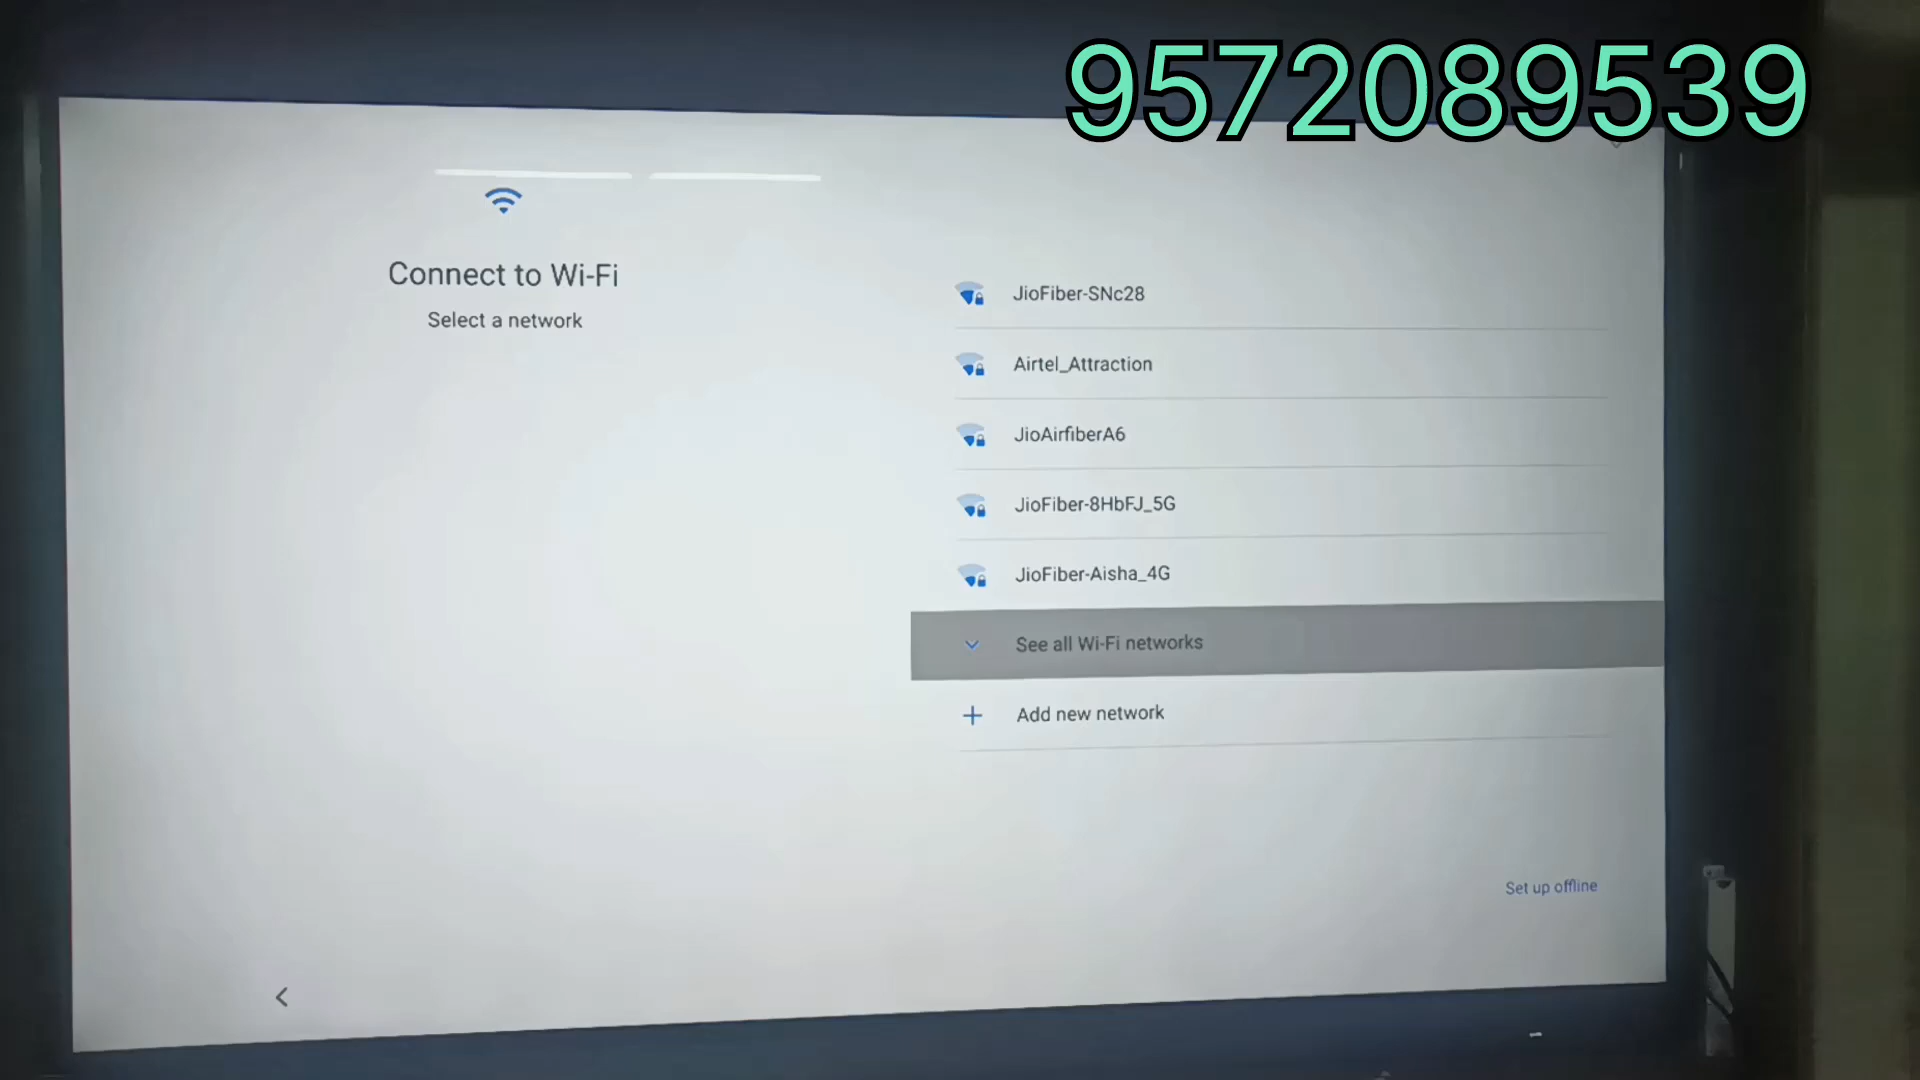 9572089539
Connect to Wi-Fi
Select a network
JioFiber-SNc28
Airtel_Attraction
JioAirfiberA6
JioFiber-8HbFJ_5G
JioFiber-Aisha_4G
See all Wi-Fi networks
Add new network
Set up offline